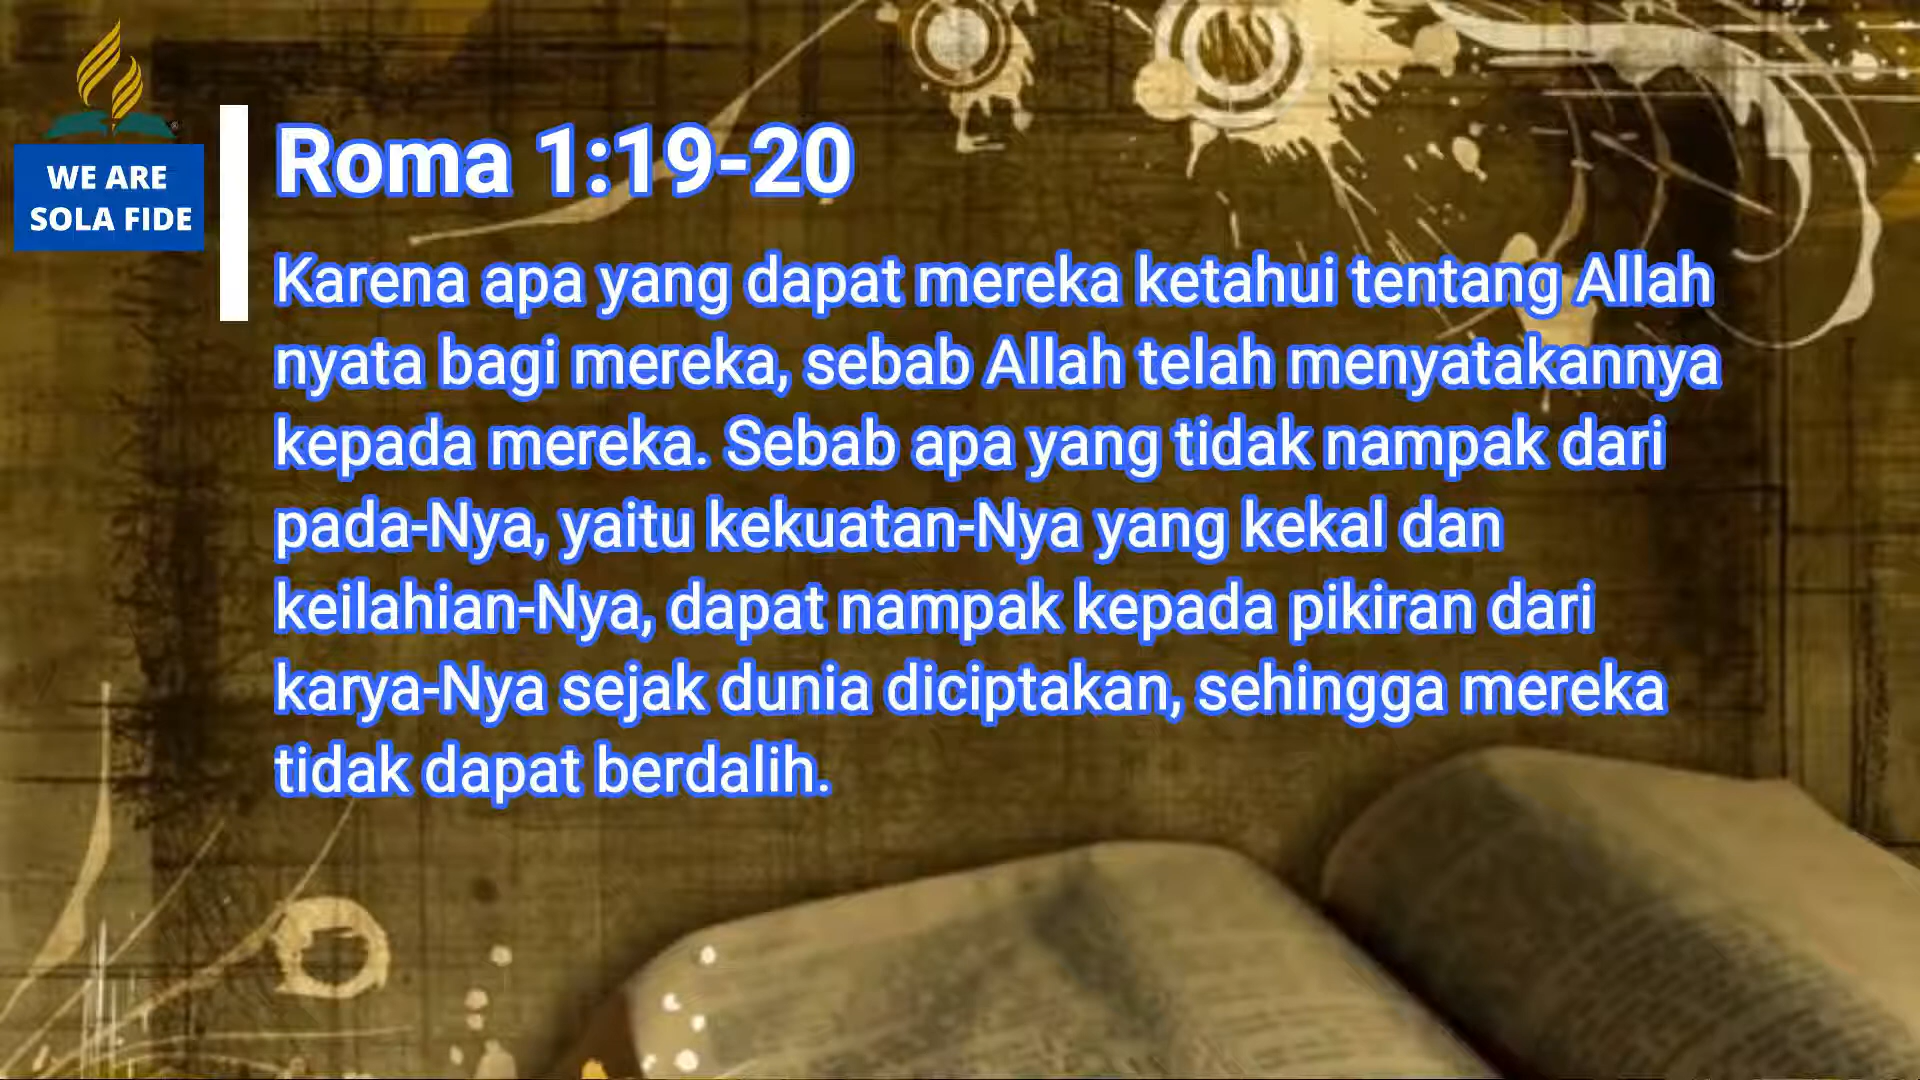 WE ARE
SOLA FIDE
Roma 1:19-20
Karena apa yang dapat mereka ketahui tentang Allah
nyata bagi mereka, sebab Allah telah menyatakannya
kepada mereka. Sebab apa yang tidak nampak dari
pada-Nya, yaitu kekuatan-Nya yang kekal dan
keilahian-Nya, dapat nampak kepada pikiran dari
karya-Nya sejak dunia diciptakan, sehingga mereka
tidak dapat berdalih.